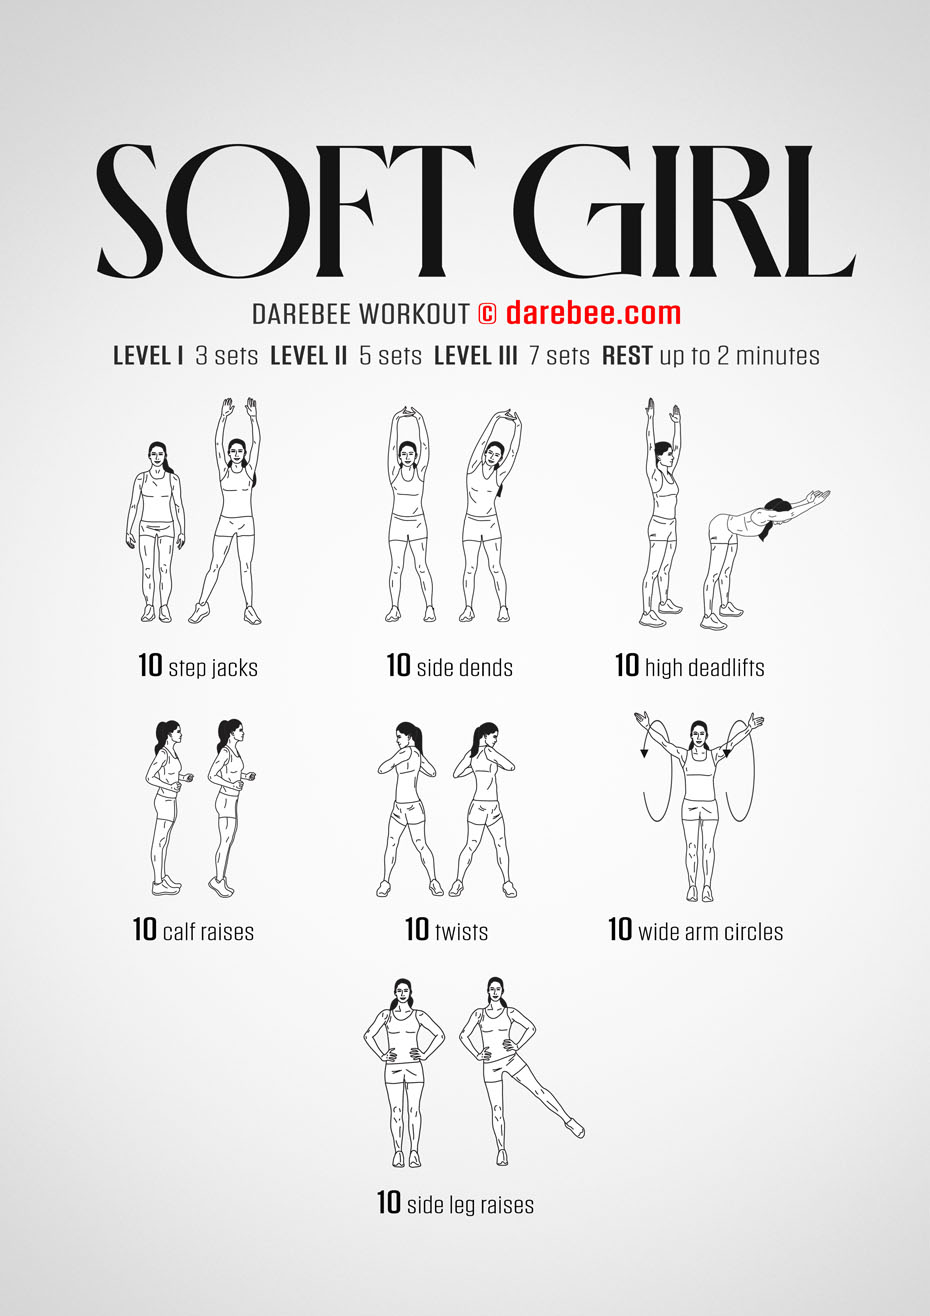 SOFT GIRL
DAREBEE WORKOUT © darebee.com
LEVEL I 3 sets LEVEL II 5 sets LEVEL III 7 sets REST up to 2 minutes
10 step jacks
10 side dends
10 high deadlifts
10 calf raises
10 twists
10 wide arm circles
10 side leg raises